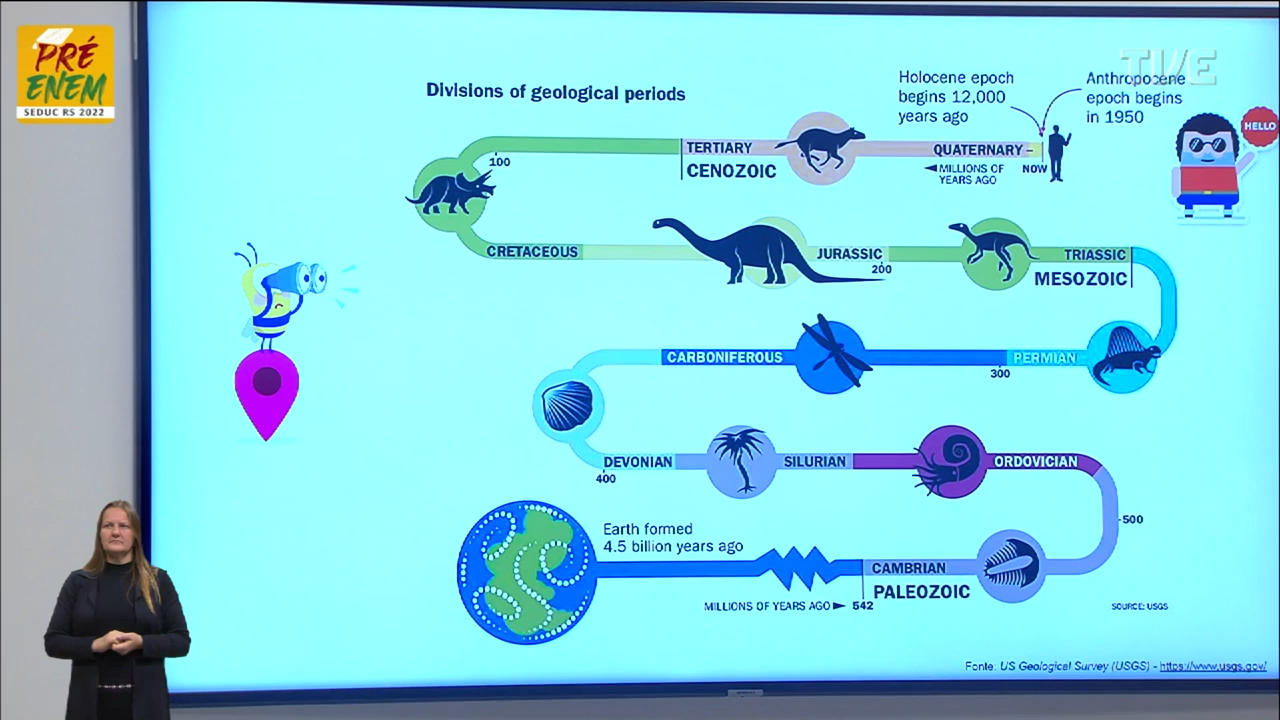 PRÉ
ENEM
SEDUC RS 2022
TVE
Divisions of geological periods
Holocene epoch
begins 12,000
years ago
Anthropocene
epoch begins
in 1950
HELLO
100
TERTIARY
CENOZOIC
QUATERNARY
◄MILLIONS OF
YEARS AGO
NOW
CRETACEOUS
JURASSIC
200
TRIASSIC
MESOZOIC
CARBONIFEROUS
300
PERMIAN
DEVONIAN
400
SILURIAN
ORDOVICIAN
500
Earth formed
4.5 billion years ago
CAMBRIAN
PALEOZOIC
MILLIONS OF YEARS AGO ► 542
SOURCE: USGS
Fonte: US Geological Survey (USGS) - https://www.usgs.gov/